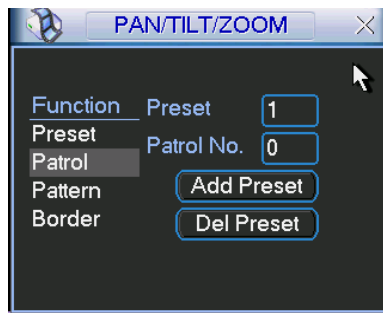 PAN/TILT/ZOOM
Function
Preset
Patrol
Pattern
Border
Preset 1
Patrol No. 0
Add Preset
Del Preset